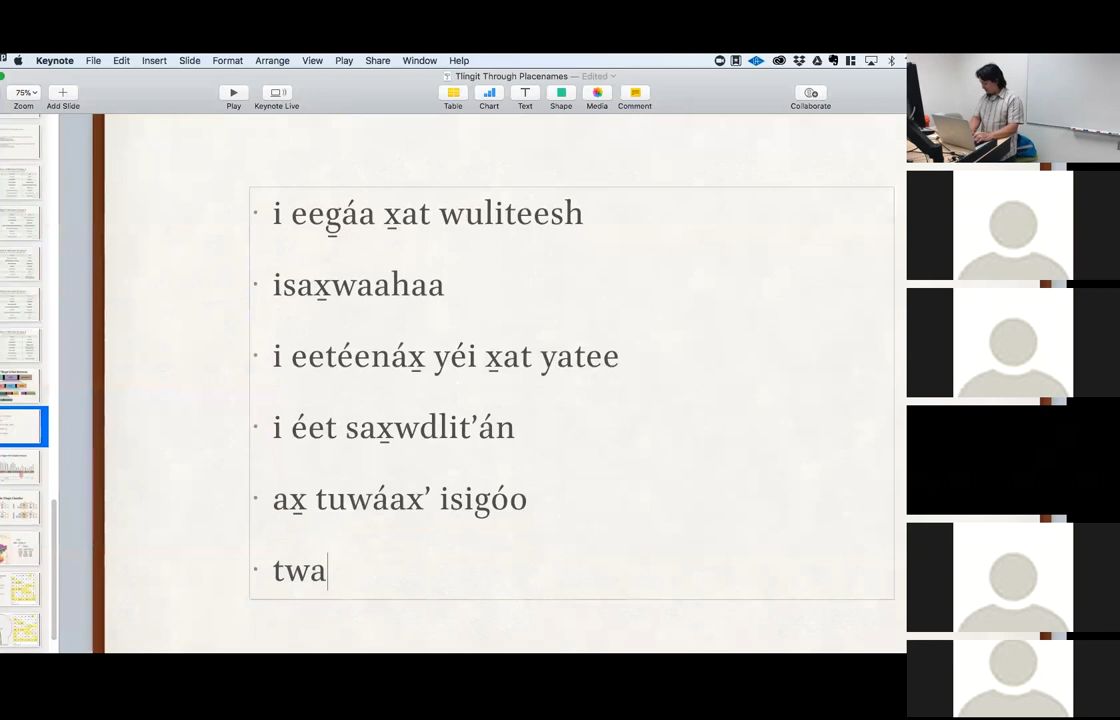 Keynote File Edit Insert Slide Format Arrange View Play Share Window Help
Tlingit Through Placenames — Edited
75%
Zoom Add Slide Play Keynote Live Table Chart Text Shape Media Comment Collaborate
· i eeg̱áa x̱at wuliteesh
· isax̱waahaa
· i eetéenáx̱ yéi x̱at yatee
· i éet sax̱wdlit’án
· ax̱ tuwáax’ isigóo
· twa